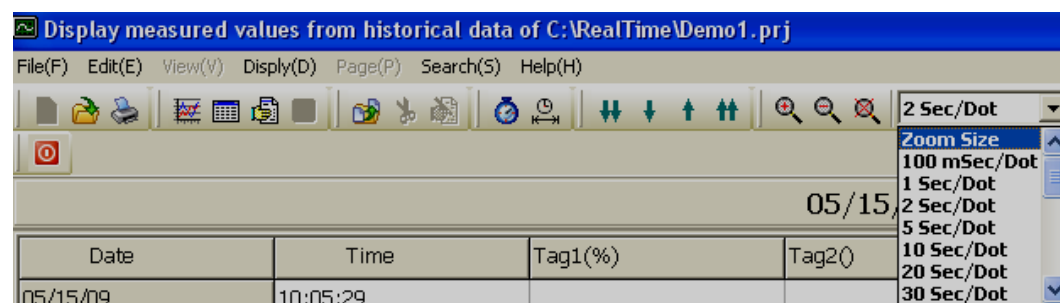 Display measured values from historical data of C:\RealTime\Demo1.prj
File(F) Edit(E) View(V) Disply(D) Page(P) Search(S) Help(H)
2 Sec/Dot
Zoom Size
100 mSec/Dot
1 Sec/Dot
2 Sec/Dot
5 Sec/Dot
10 Sec/Dot
20 Sec/Dot
30 Sec/Dot
05/15/
Date Time Tag1(%) Tag2()
05/15/09 10:05:29